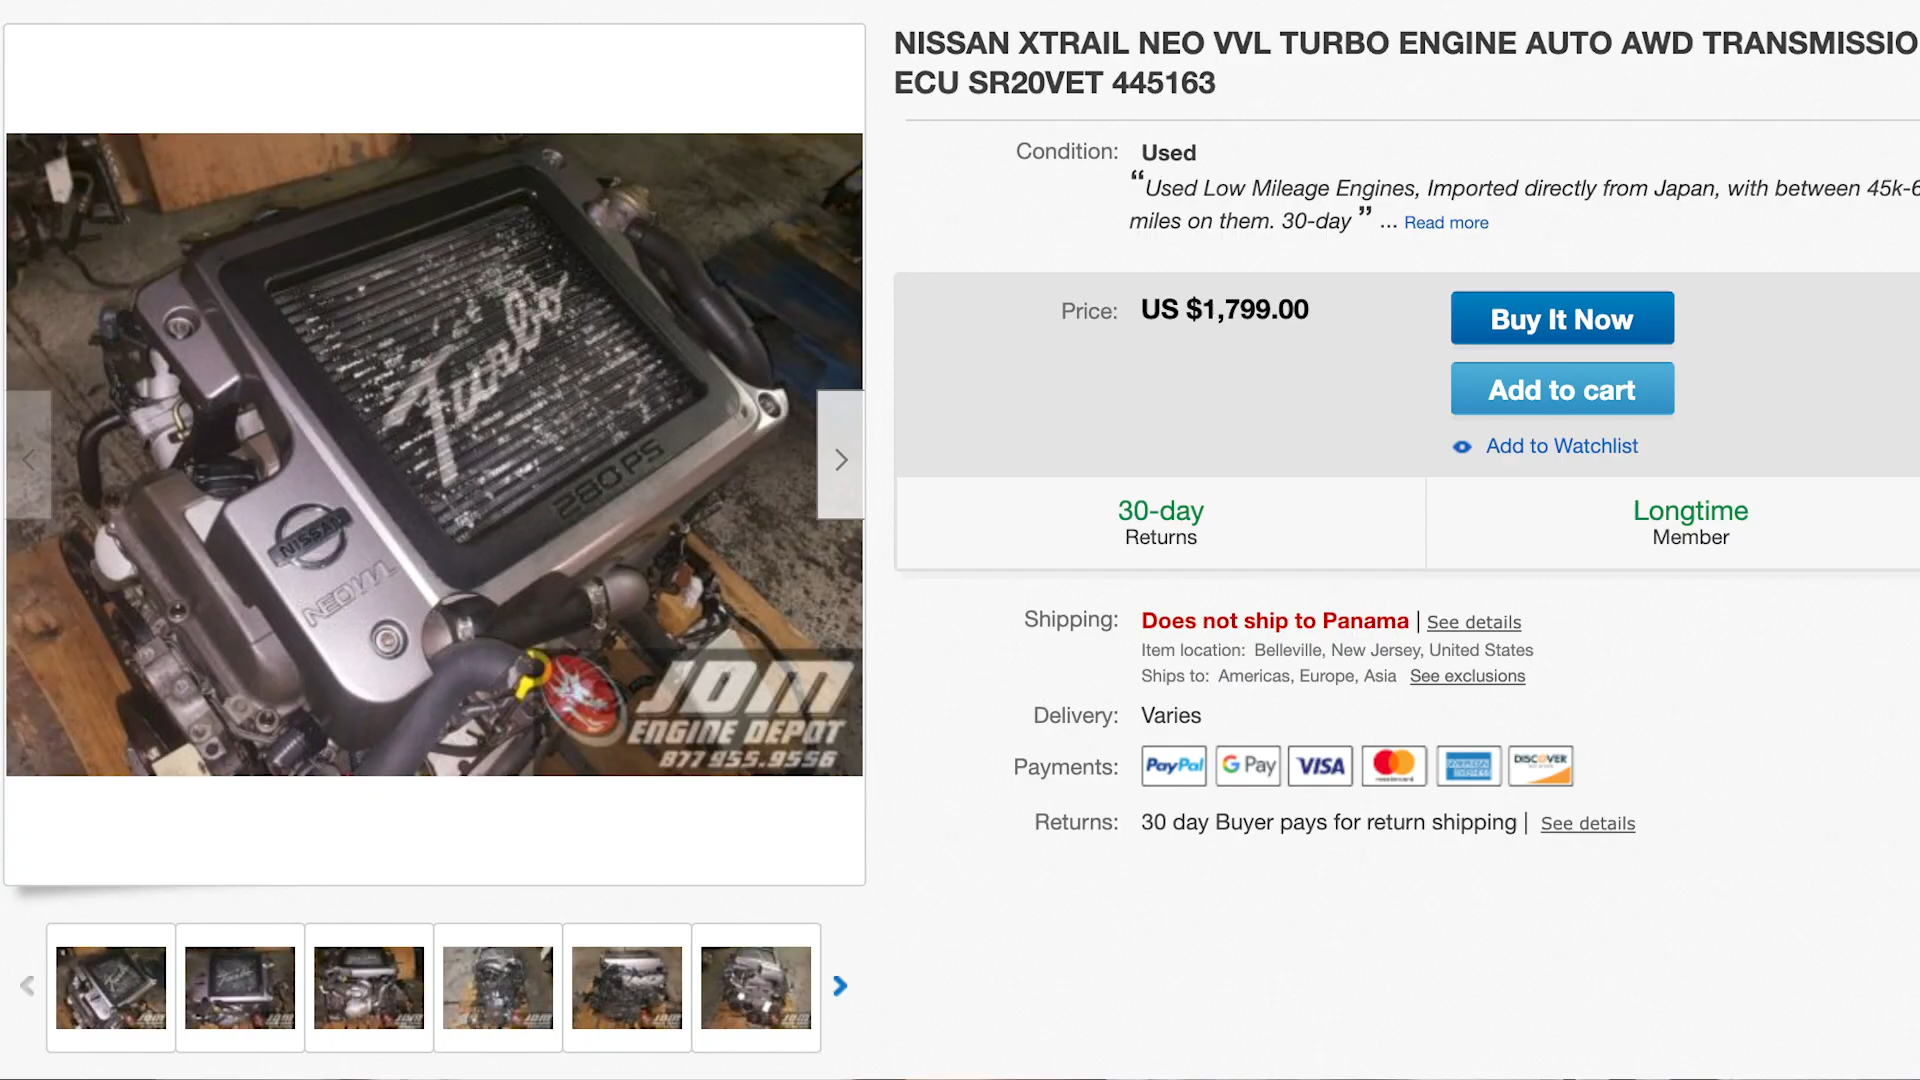 NISSAN XTRAIL NEO VVL TURBO ENGINE AUTO AWD TRANSMISSIO
ECU SR20VET 445163
Condition: Used
“Used Low Mileage Engines, Imported directly from Japan, with between 45k-6
miles on them. 30-day ” ... Read more
Price: US $1,799.00
Buy It Now
Add to cart
Add to Watchlist
30-day
Returns
Longtime
Member
Shipping: Does not ship to Panama | See details
Item location: Belleville, New Jersey, United States
Ships to: Americas, Europe, Asia See exclusions
Delivery: Varies
Payments: PayPal G Pay VISA mastercard AMERICAN EXPRESS DISCOVER
Returns: 30 day Buyer pays for return shipping | See details
Turbo
280PS
NISSAN
NEO VVL
JDM
ENGINE DEPOT
877 955.9556